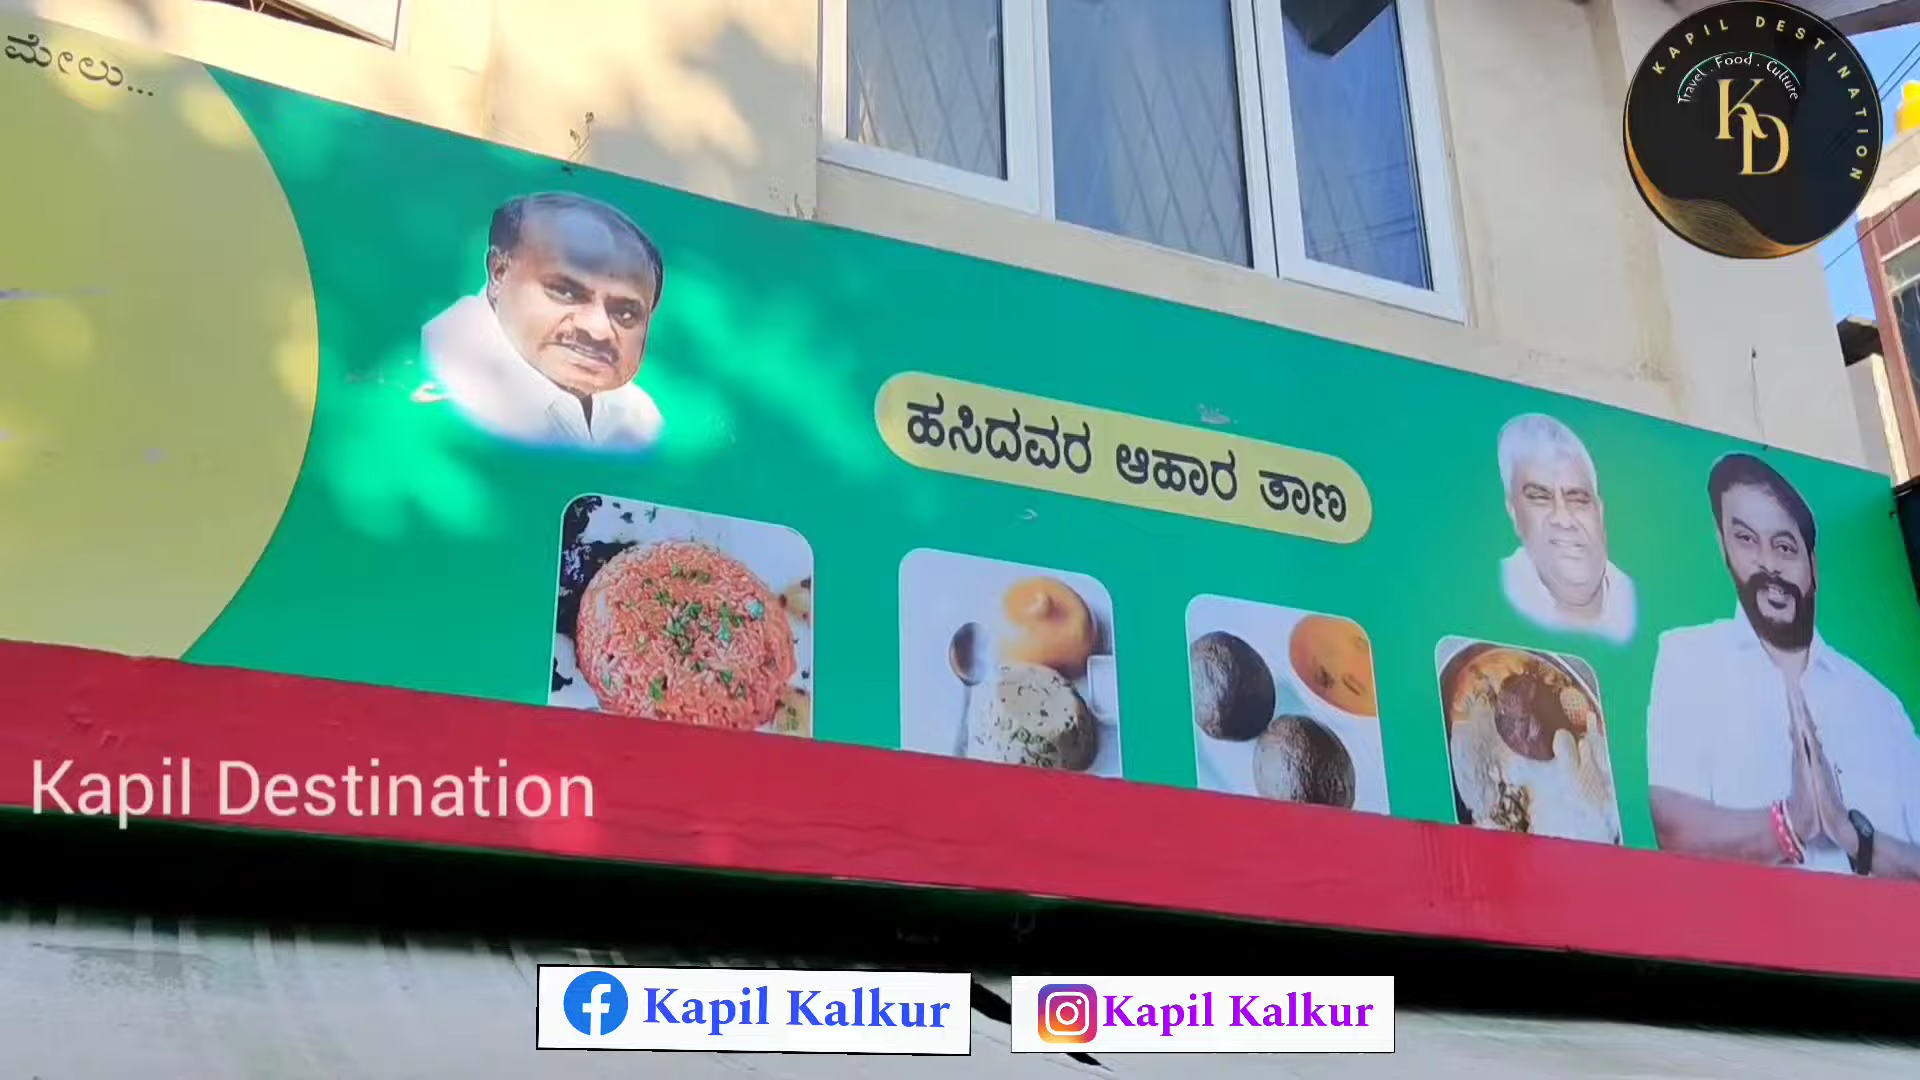 ಮೇಲು...
KAPIL DESTINATION
Travel . Food . Culture
KD
ಹಸಿದವರ ಆಹಾರ ತಾಣ
Kapil Destination
Kapil Kalkur
Kapil Kalkur